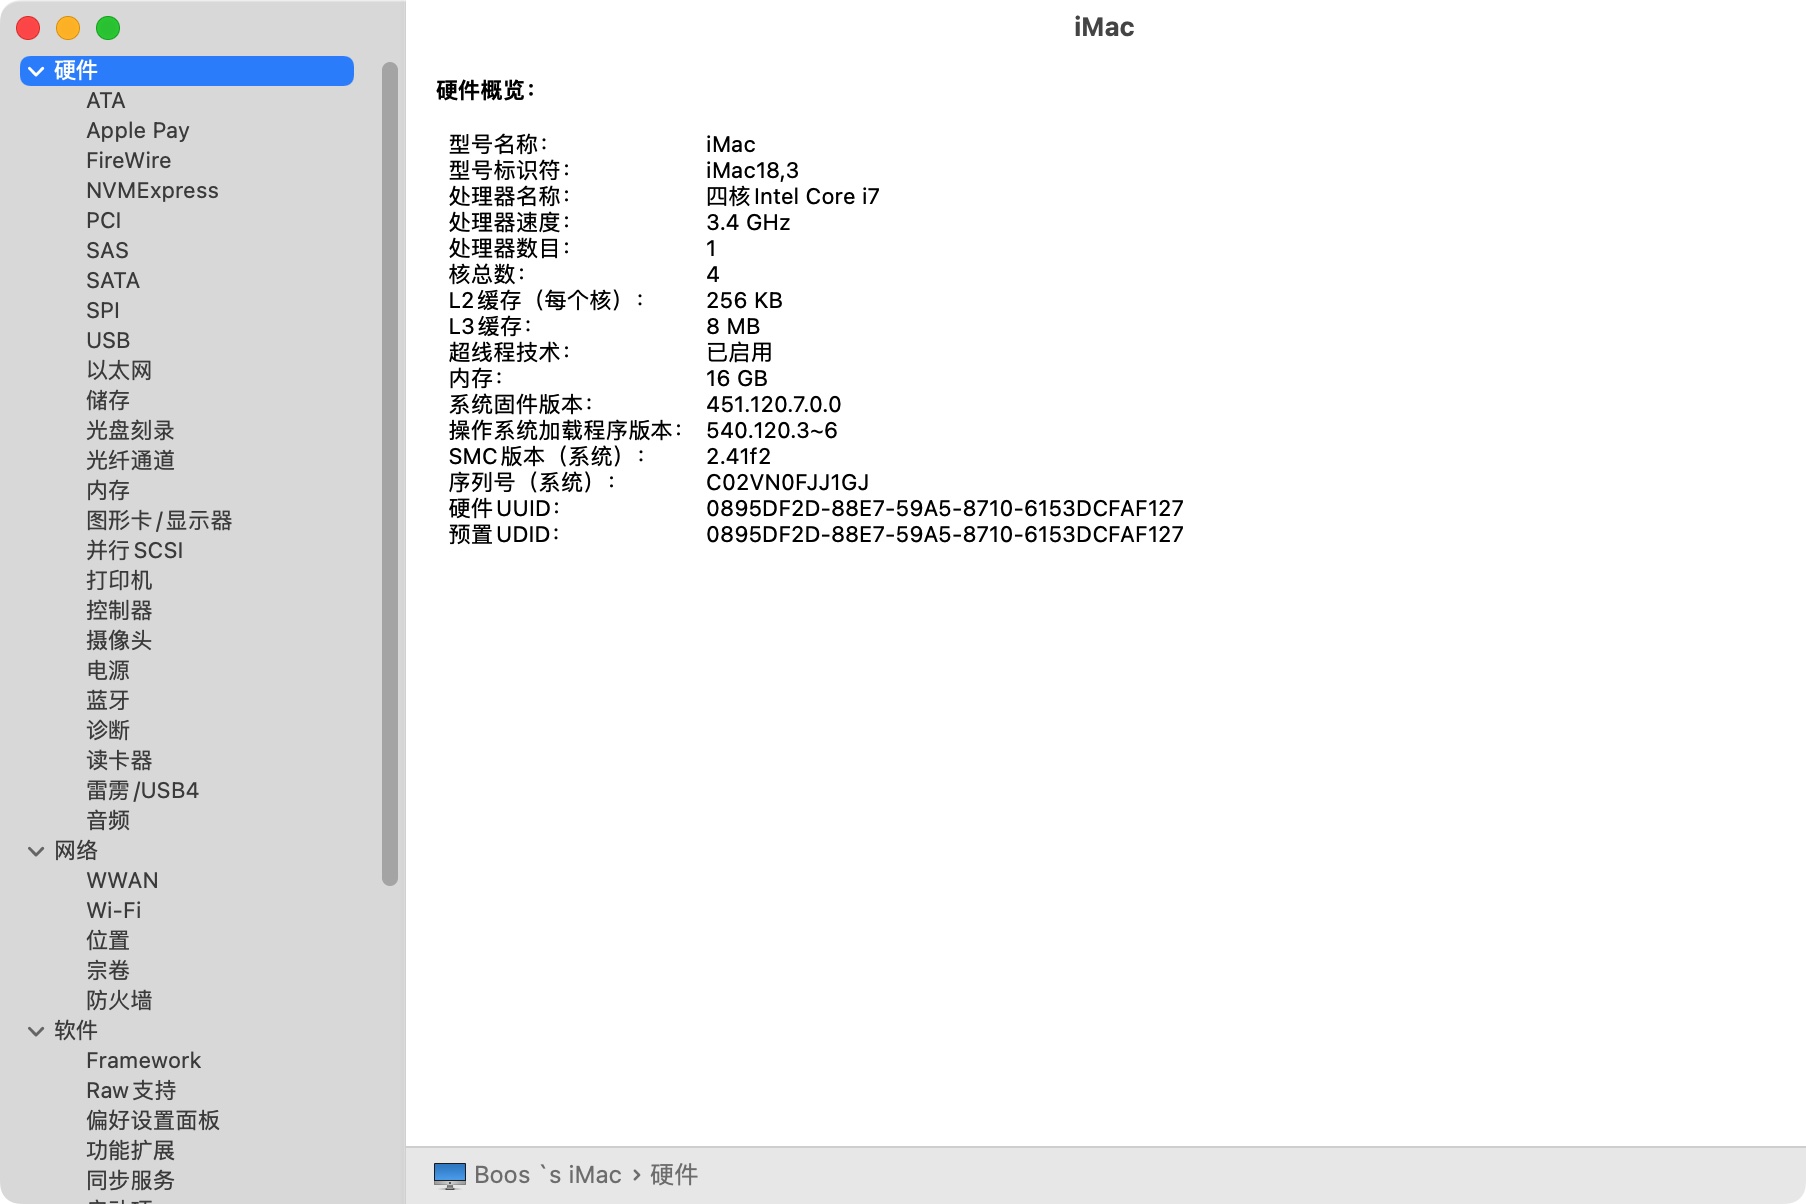 iMac
硬件
ATA
Apple Pay
FireWire
NVMExpress
PCI
SAS
SATA
SPI
USB
以太网
储存
光盘刻录
光纤通道
内存
图形卡/显示器
并行SCSI
打印机
控制器
摄像头
电源
蓝牙
诊断
读卡器
雷雳/USB4
音频
网络
WWAN
Wi-Fi
位置
宗卷
防火墙
软件
Framework
Raw支持
偏好设置面板
功能扩展
同步服务
硬件概览：
型号名称： iMac
型号标识符： iMac18,3
处理器名称： 四核Intel Core i7
处理器速度： 3.4 GHz
处理器数目： 1
核总数： 4
L2缓存（每个核）： 256 KB
L3缓存： 8 MB
超线程技术： 已启用
内存： 16 GB
系统固件版本： 451.120.7.0.0
操作系统加载程序版本： 540.120.3~6
SMC版本（系统）： 2.41f2
序列号（系统）： C02VN0FJJ1GJ
硬件UUID： 0895DF2D-88E7-59A5-8710-6153DCFAF127
预置UDID： 0895DF2D-88E7-59A5-8710-6153DCFAF127
Boos `s iMac › 硬件